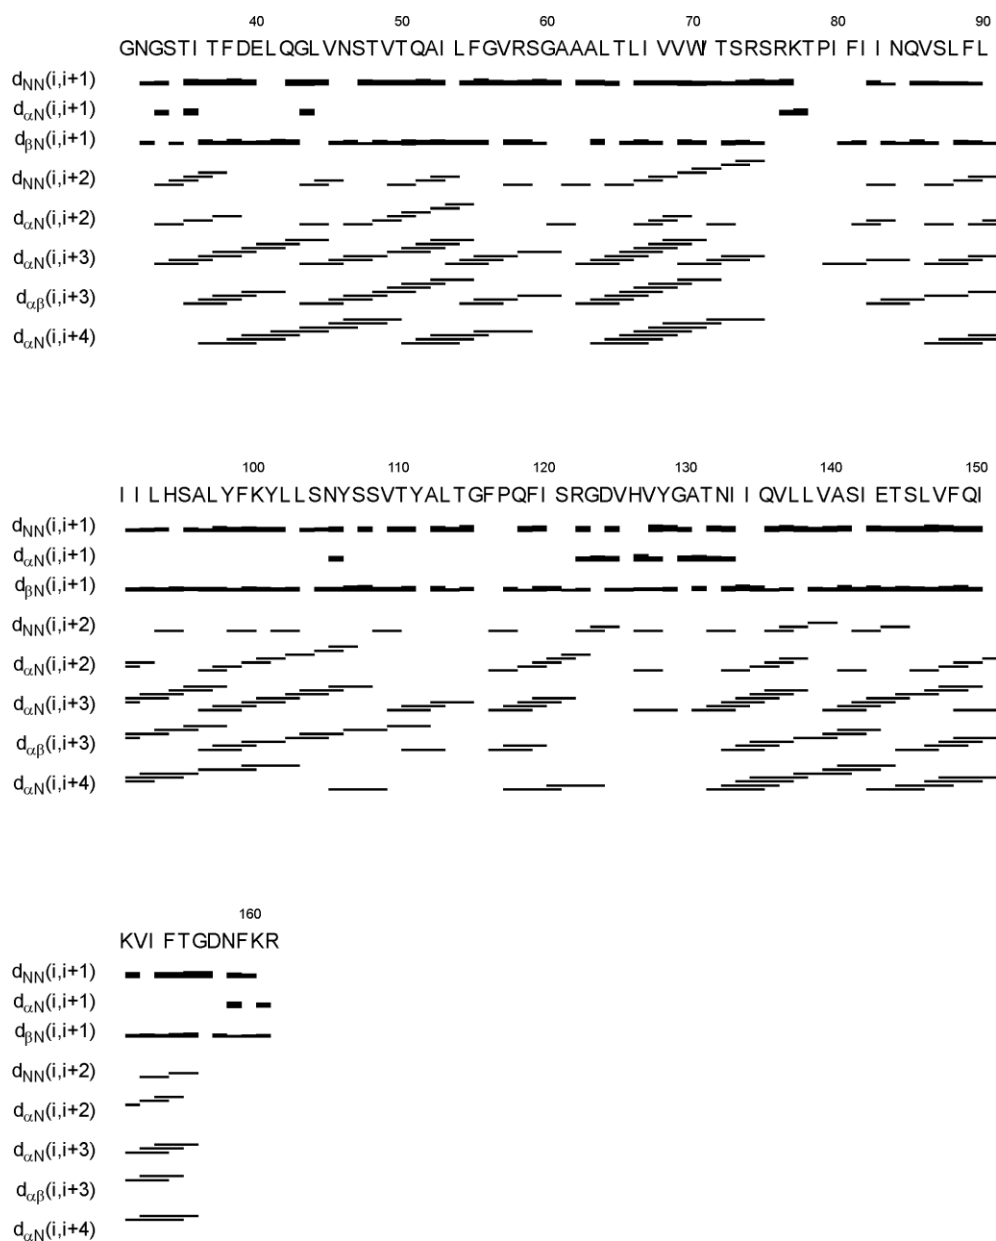 40 50 60 70 80 90
GNGSTI TFDELQGLVNSTVTQAI LFGVRSGAAALTLI VVWI TSRSRKTPI FI I NQVSLFL
dNN(i,i+1)
dαN(i,i+1)
dβN(i,i+1)
dNN(i,i+2)
dαN(i,i+2)
dαN(i,i+3)
dαβ(i,i+3)
dαN(i,i+4)
100 110 120 130 140 150
I I LHSALYFKYLLSNYSSVTYALTGFPQFI SRGDVHVYGATNI I QVLLVASI ETSLVFQI
dNN(i,i+1)
dαN(i,i+1)
dβN(i,i+1)
dNN(i,i+2)
dαN(i,i+2)
dαN(i,i+3)
dαβ(i,i+3)
dαN(i,i+4)
160
KVI FTGDNFKR
dNN(i,i+1)
dαN(i,i+1)
dβN(i,i+1)
dNN(i,i+2)
dαN(i,i+2)
dαN(i,i+3)
dαβ(i,i+3)
dαN(i,i+4)